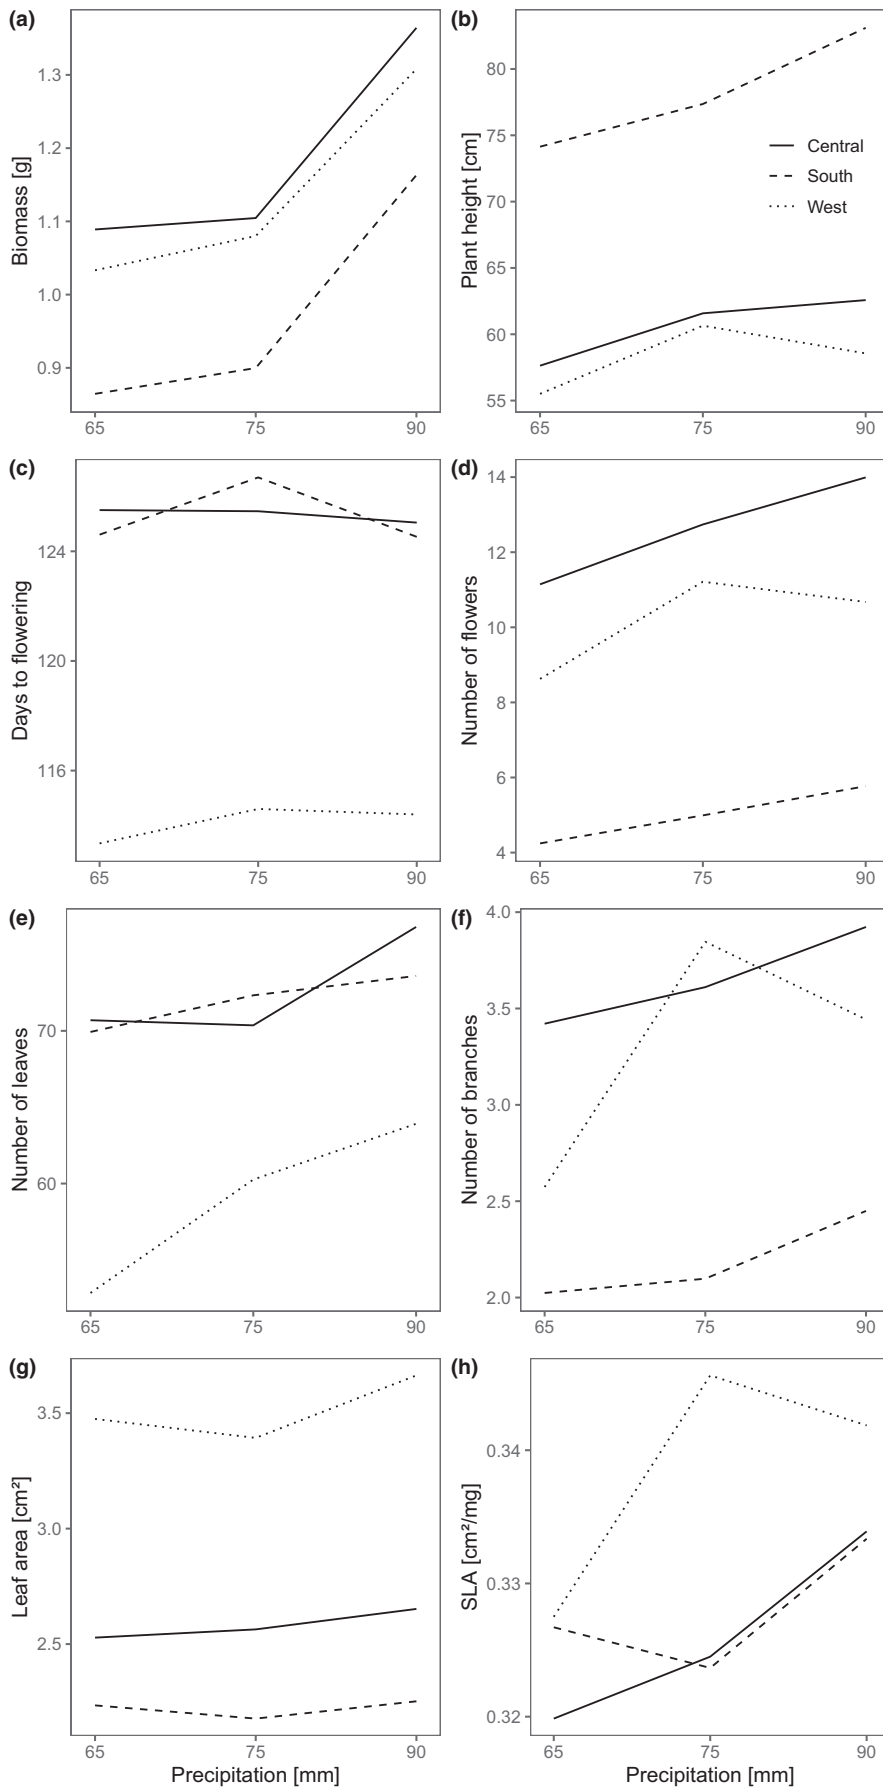 (a)
Biomass [g]
1.3
1.2
1.1
1.0
0.9
65 75 90
(b)
Plant height [cm]
80
75
70
65
60
55
Central
South
West
65 75 90
(c)
Days to flowering
124
120
116
65 75 90
(d)
Number of flowers
14
12
10
8
6
4
65 75 90
(e)
Number of leaves
70
60
65 75 90
(f)
Number of branches
4.0
3.5
3.0
2.5
2.0
65 75 90
(g)
Leaf area [cm²]
3.5
3.0
2.5
65 75 90
Precipitation [mm]
(h)
SLA [cm²/mg]
0.34
0.33
0.32
65 75 90
Precipitation [mm]